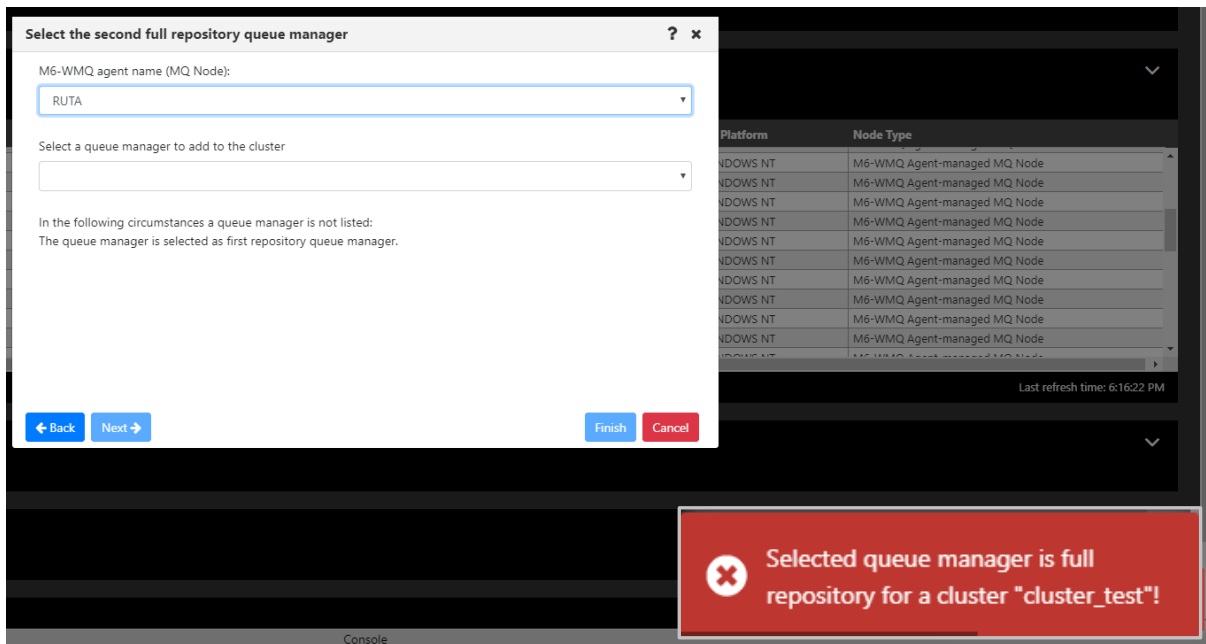 Select the second full repository queue manager
? ×
M6-WMQ agent name (MQ Node):
RUTA
Select a queue manager to add to the cluster
In the following circumstances a queue manager is not listed:
The queue manager is selected as first repository queue manager.
Back Next Finish Cancel
Platform Node Type
NDOWS NT M6-WMQ Agent-managed MQ Node
NDOWS NT M6-WMQ Agent-managed MQ Node
NDOWS NT M6-WMQ Agent-managed MQ Node
NDOWS NT M6-WMQ Agent-managed MQ Node
NDOWS NT M6-WMQ Agent-managed MQ Node
NDOWS NT M6-WMQ Agent-managed MQ Node
NDOWS NT M6-WMQ Agent-managed MQ Node
NDOWS NT M6-WMQ Agent-managed MQ Node
NDOWS NT M6-WMQ Agent-managed MQ Node
NDOWS NT M6-WMQ Agent-managed MQ Node
Last refresh time: 6:16:22 PM
Selected queue manager is full
repository for a cluster "cluster_test"!
Console